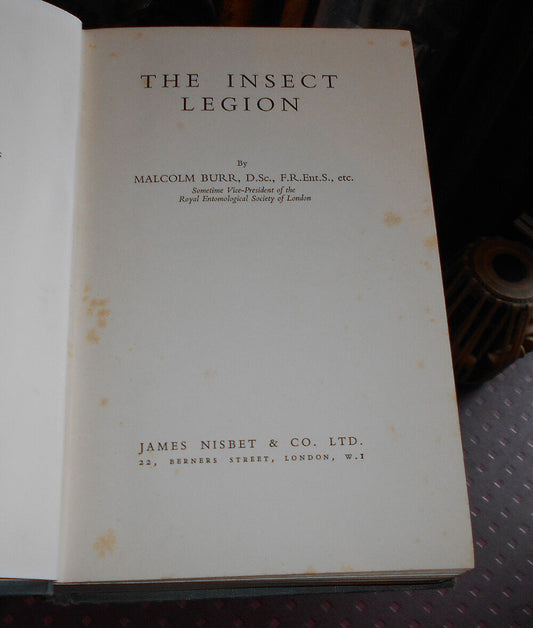 THE INSECT
LEGION
By
MALCOLM BURR, D.Sc., F.R.Ent.S., etc.
Sometime Vice-President of the
Royal Entomological Society of London
JAMES NISBET & CO. LTD.
22, BERNERS STREET, LONDON, W.1